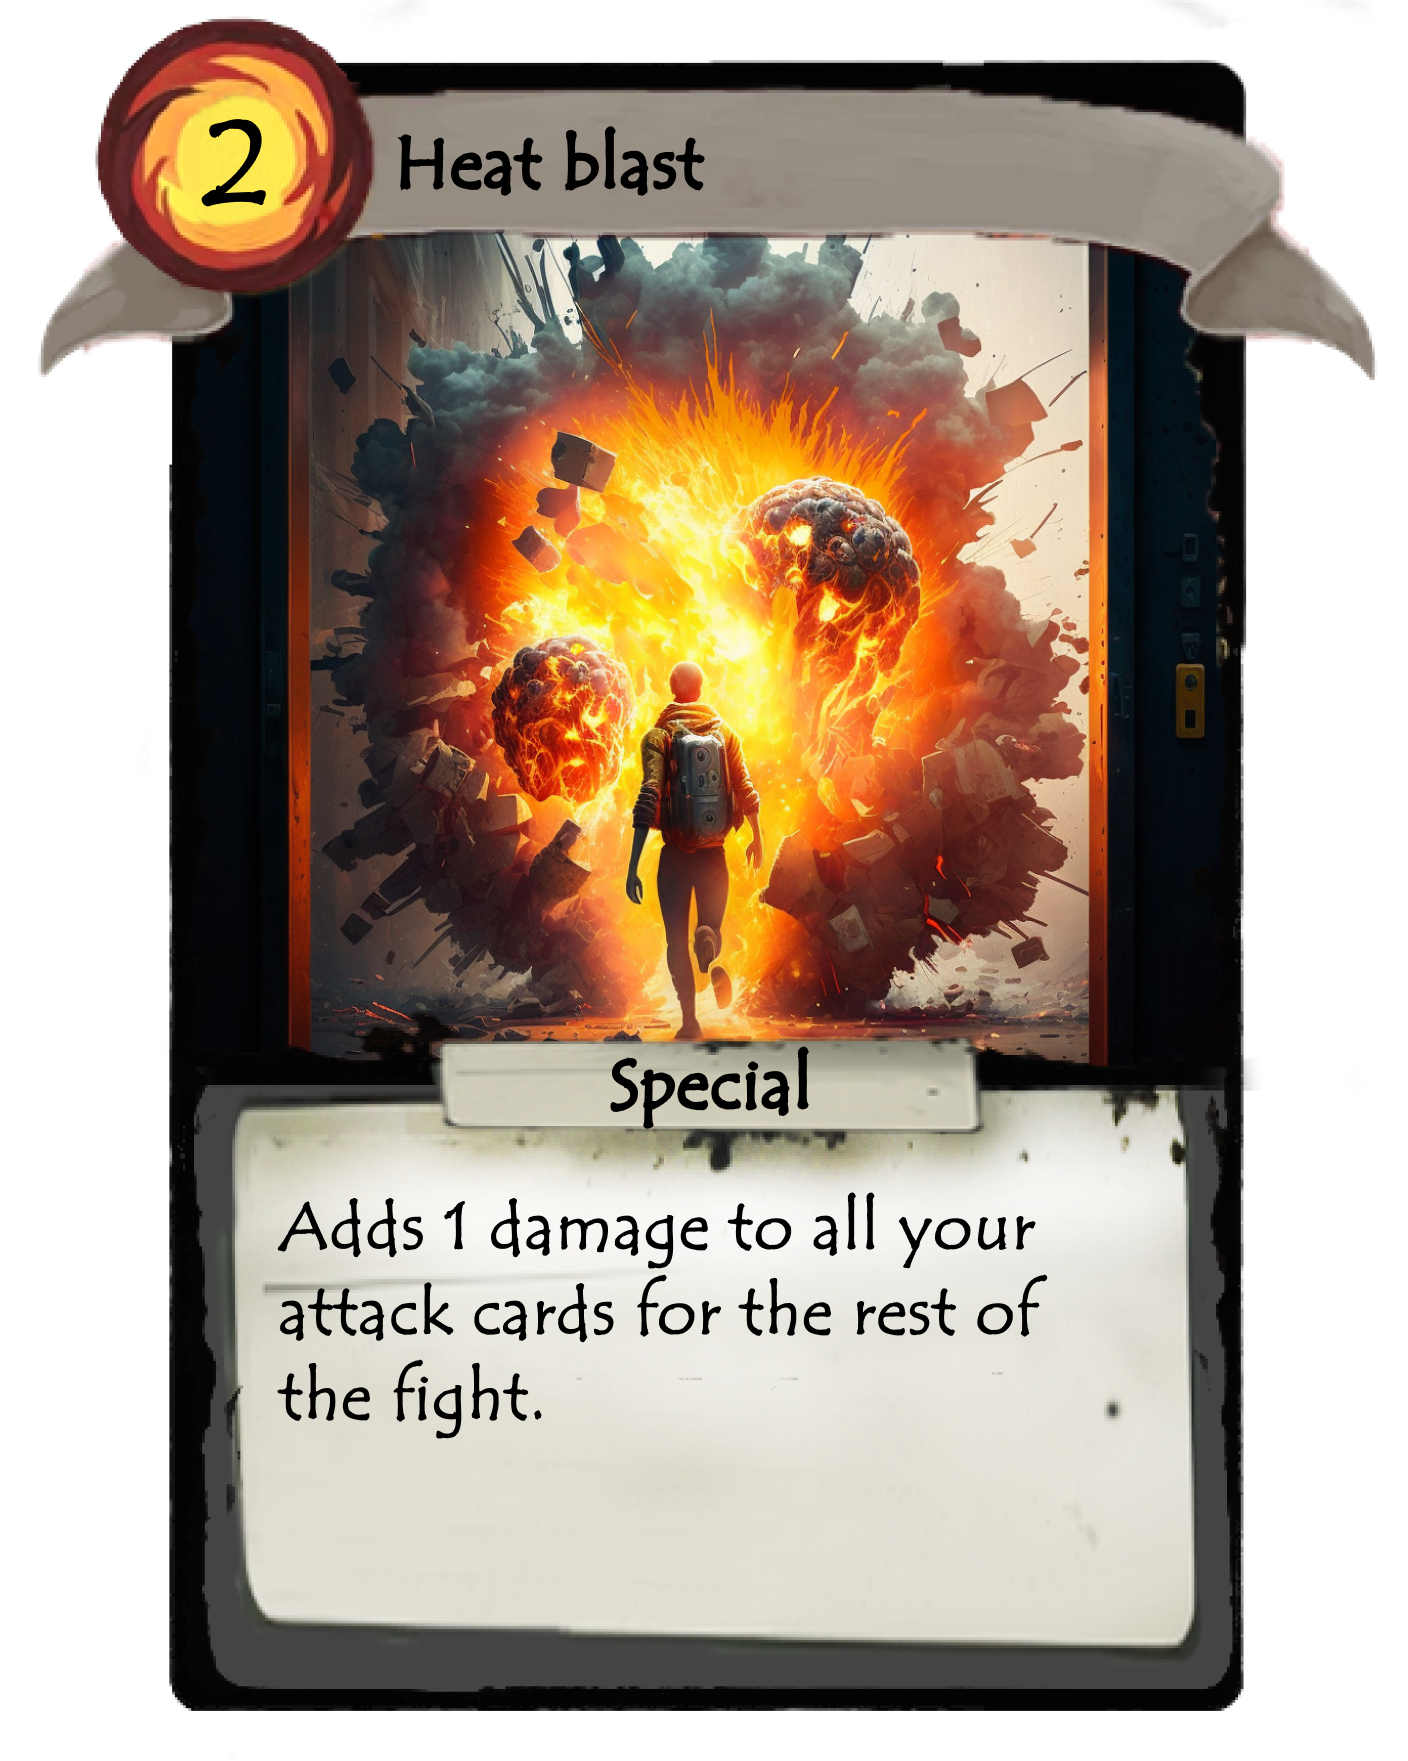 2
Heat blast
Special
Adds 1 damage to all your
attack cards for the rest of
the fight.